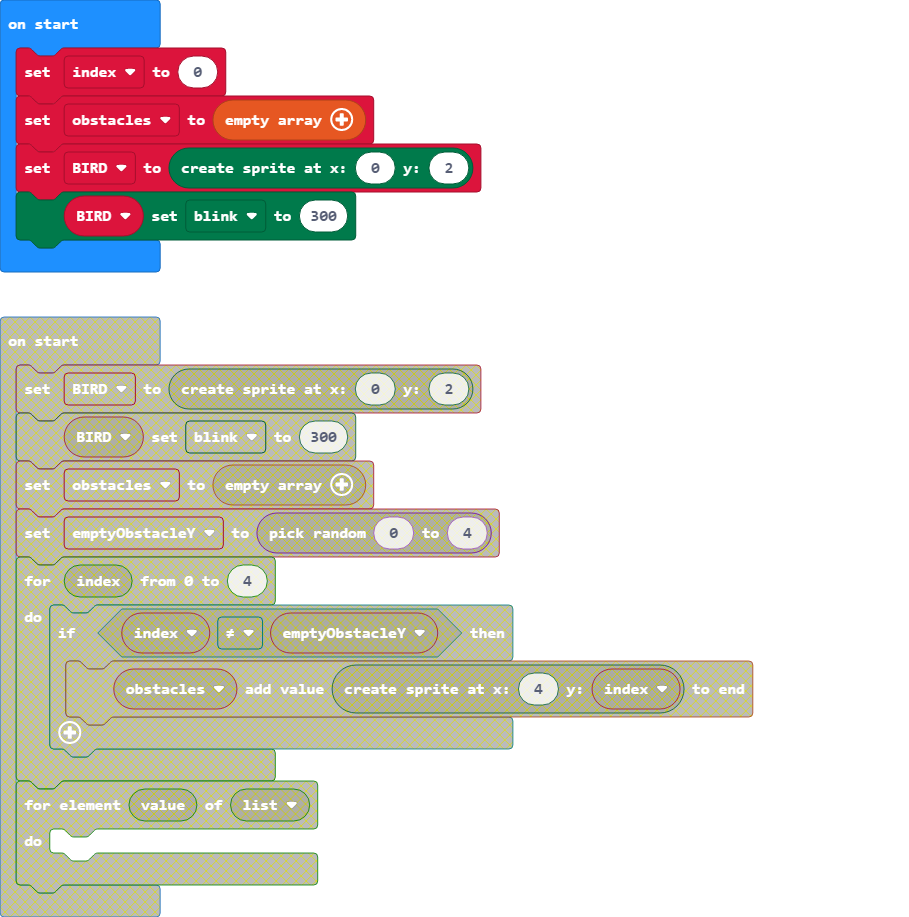 on start
set index to 0
set obstacles to empty array
set BIRD to create sprite at x: 0 y: 2
BIRD set blink to 300
on start
set BIRD to create sprite at x: 0 y: 2
BIRD set blink to 300
set obstacles to empty array
set emptyObstacleY to pick random 0 to 4
for index from 0 to 4
do
if index ≠ emptyObstacleY then
obstacles add value create sprite at x: 4 y: index to end
for element value of list
do